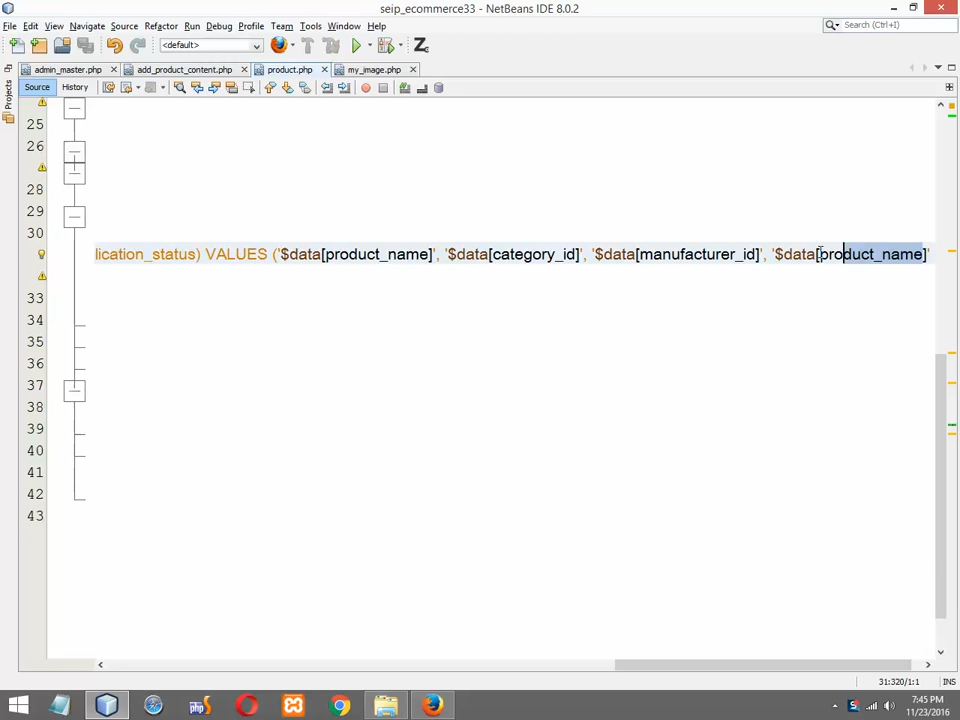 seip_ecommerce33 - NetBeans IDE 8.0.2
File Edit View Navigate Source Refactor Run Debug Profile Team Tools Window Help
Search (Ctrl+I)
<default>
admin_master.php add_product_content.php product.php my_image.php
Projects
Source History
25
26
28
29
30
lication_status) VALUES ('$data[product_name]', '$data[category_id]', '$data[manufacturer_id]', '$data[product_name]'
33
34
35
36
37
38
39
40
41
42
43
31:320/1:1 INS
php
7:45 PM
11/23/2016